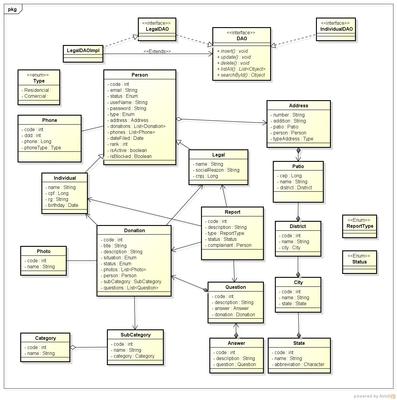 pkg
<<interface>>
LegalDAO
<<interface>>
DAO
+ insert() : void
+ update() : void
+ delete() : void
+ listAll() : List<Object>
+ searchById() : Object
<<interface>>
IndividualDAO
LegalDAOImpl
<<Extends>>
<<enum>>
Type
- Residencial
- Comercial
Person
- code : int
- email : String
- status : Enum
- userName : String
- password : String
- type : Enum
- address : Address
- donations : List<Donation>
- phones : List<Phone>
- dateFiled : Date
- rank : int
- isActive : boolean
- isBlocked : Boolean
Phone
- code : int
- ddd : int
- phone : Long
- phoneType : Type
Address
- number : String
- addition : String
- patio : Patio
- person : Person
- typeAddress : Type
Legal
- name : String
- socialReason : String
- cnpj : Long
Patio
- cep : Long
- name : String
- district : District
Individual
- name : String
- cpf : Long
- rg : String
- birthday : Date
Report
- code : int
- description : String
- type : ReportType
- status : Status
- complainant : Person
District
- code : int
- name : String
- city : City
<<Enum>>
ReportType
Donation
- code : int
- title : String
- description : String
- situation : Enum
- status : Enum
- photos : List<Photo>
- person : Person
- subCategory : SubCategory
- questions : List<Question>
Photo
- code : int
- name : String
<<Enum>>
Status
Question
- code : int
- description : String
- answer : Answer
- donation : Donation
City
- code : int
- name : String
- state : State
Category
- code : int
- name : String
SubCategory
- code : int
- name : String
- category : Category
Answer
- code : int
- description : String
- question : Question
State
- code : int
- name : String
- abbreviation : Character
powered by Astah